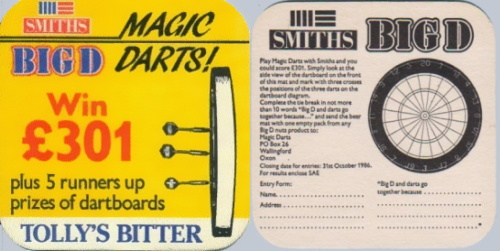 SMITHS
BIG D
MAGIC
DARTS!
Win
£301
plus 5 runners up
prizes of dartboards
TOLLY'S BITTER
SMITHS
BIG D
Play Magic Darts with Smiths and you
could score £301. Simply look at the
side view of the dartboard on the front
of this mat and mark with three crosses
the positions of the three darts on the
dartboard diagram.
Complete the tie break in not more
than 10 words "Big D and darts go
together because...." and send the beer
mat with one empty pack from any
Big D nuts product to:
Magic Darts
PO Box 26
Wallingford
Oxon
Closing date for entries: 31st October 1986.
For results enclose SAE
Entry Form:
Name
Address
"Big D and darts go
together because